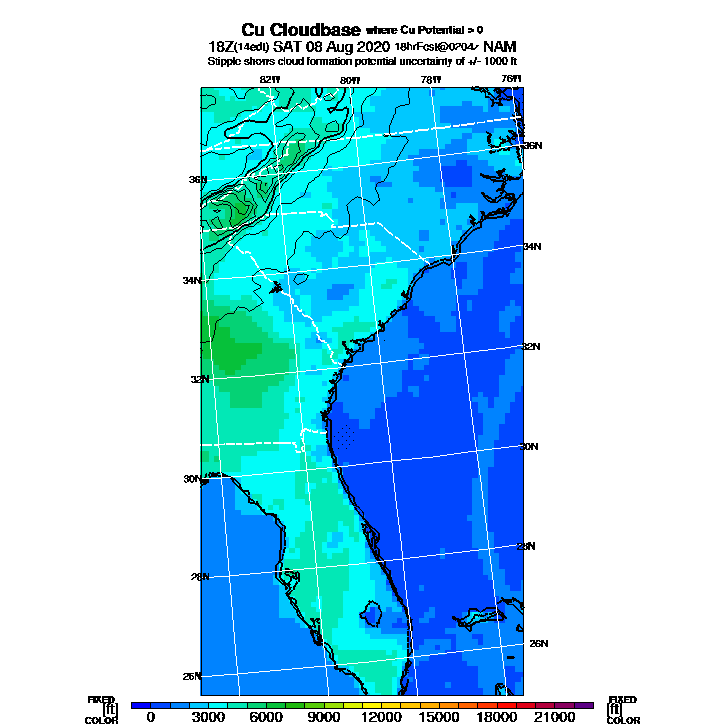 Cu Cloudbase where Cu Potential > 0
18Z(14edt) SAT 08 Aug 2020 18hrFcst@0204z NAM
Stipple shows cloud formation potential uncertainty of +/- 1000 ft
82W 80W 78W 76W
36N
36N
34N
34N
32N
32N
30N
30N
28N
28N
26N
26N
FIXED [ft] COLOR
0 3000 6000 9000 12000 15000 18000 21000
FIXED [ft] COLOR